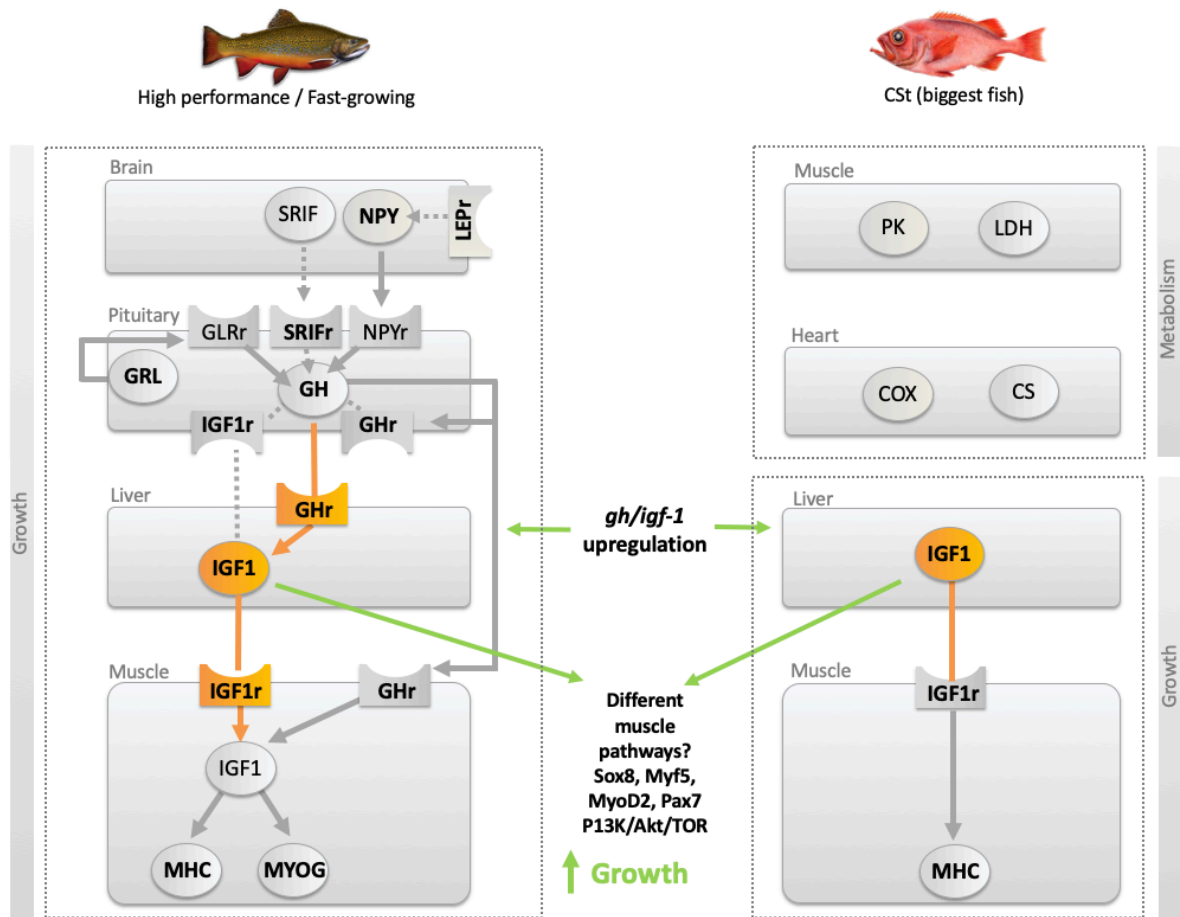 High performance / Fast-growing
CSt (biggest fish)
Growth
Brain
SRIF
NPY
LEPr
Pituitary
GLRr
SRIFr
NPYr
GRL
GH
IGF1r
GHr
Liver
GHr
IGF1
Muscle
IGF1r
GHr
IGF1
MHC
MYOG
gh/igf-1
upregulation
Different
muscle
pathways?
Sox8, Myf5,
MyoD2, Pax7
P13K/Akt/TOR
Growth
Muscle
PK
LDH
Heart
COX
CS
Metabolism
Liver
IGF1
Muscle
IGF1r
MHC
Growth